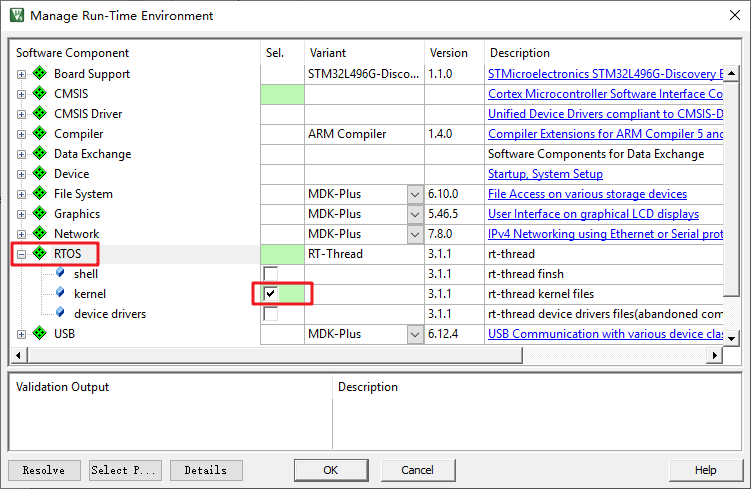 Manage Run-Time Environment
Software Component Sel. Variant Version Description
Board Support STM32L496G-Disco... 1.1.0 STMicroelectronics STM32L496G-Discovery
CMSIS Cortex Microcontroller Software Interface Co
CMSIS Driver Unified Device Drivers compliant to CMSIS-D
Compiler ARM Compiler 1.4.0 Compiler Extensions for ARM Compiler 5 and
Data Exchange Software Components for Data Exchange
Device Startup, System Setup
File System MDK-Plus 6.10.0 File Access on various storage devices
Graphics MDK-Plus 5.46.5 User Interface on graphical LCD displays
Network MDK-Plus 7.8.0 IPv4 Networking using Ethernet or Serial prot
RTOS RT-Thread 3.1.1 rt-thread
shell 3.1.1 rt-thread finsh
kernel 3.1.1 rt-thread kernel files
device drivers 3.1.1 rt-thread device drivers files(abandoned com
USB MDK-Plus 6.12.4 USB Communication with various device clas
Validation Output Description
Resolve Select P... Details OK Cancel Help